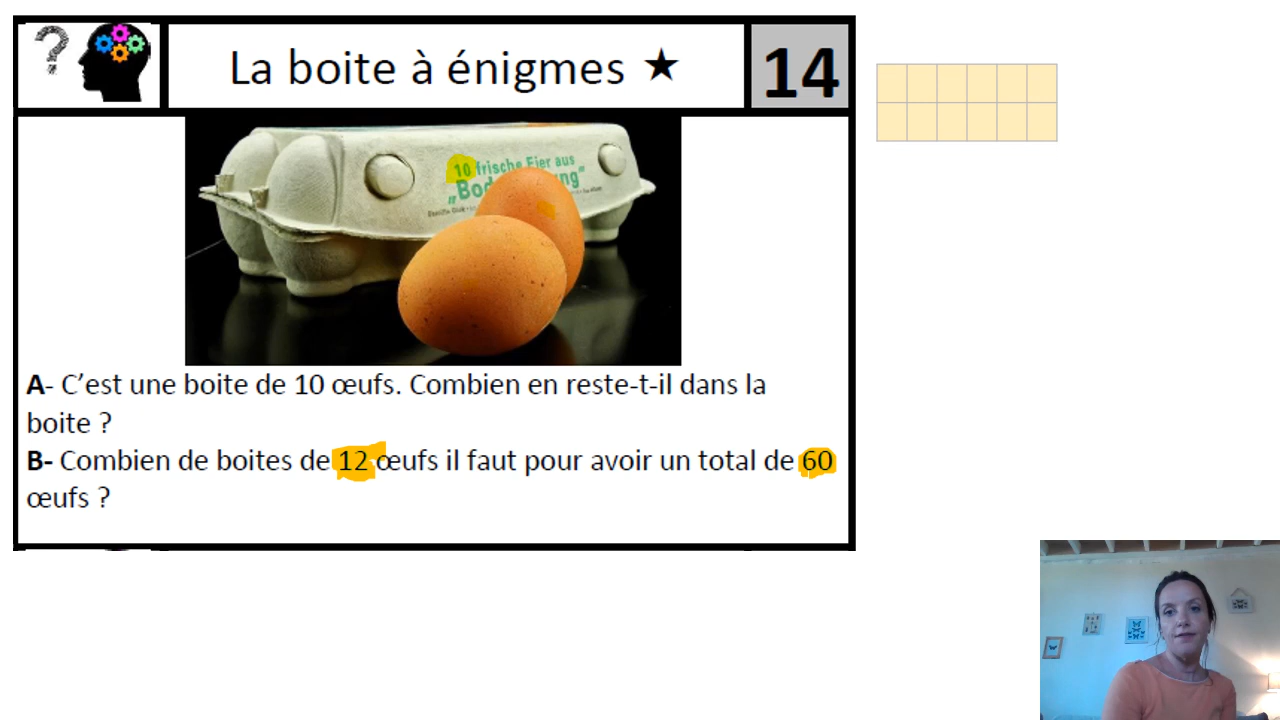 ?
La boite à énigmes ★
14
10 frische Eier aus
A- C'est une boite de 10 œufs. Combien en reste-t-il dans la
boite ?
B- Combien de boites de 12 œufs il faut pour avoir un total de 60
œufs ?